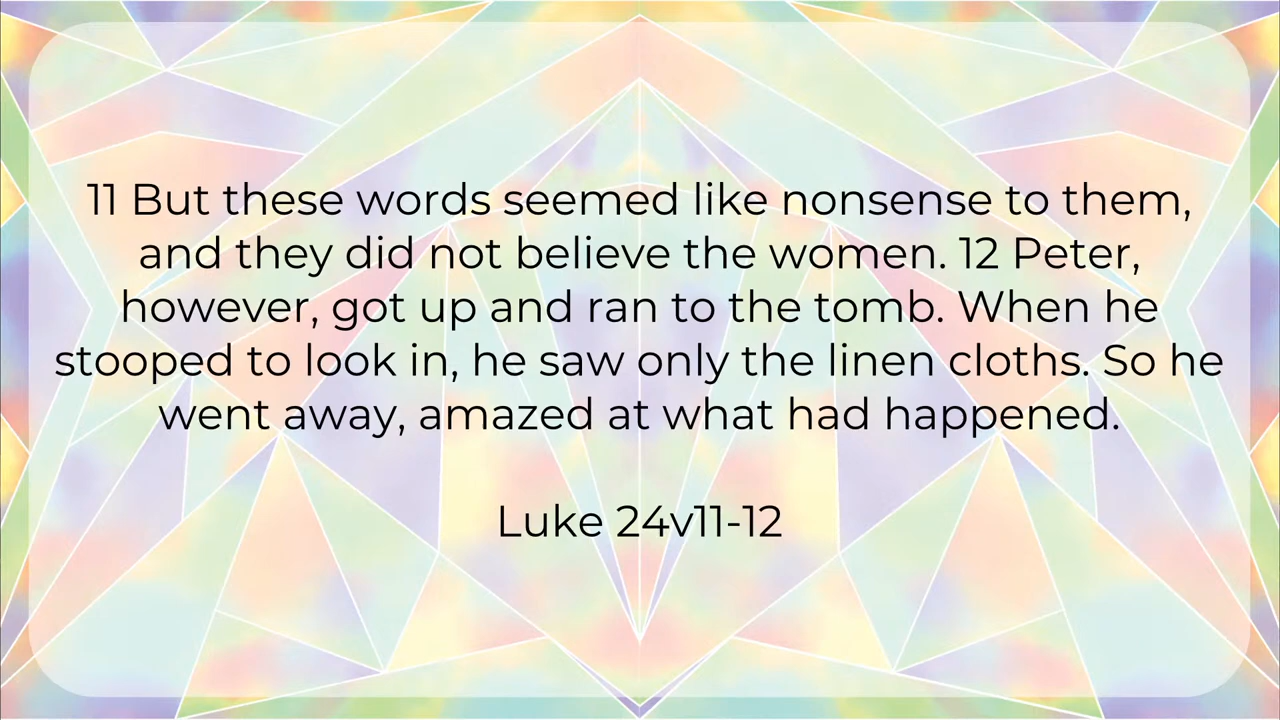 11 But these words seemed like nonsense to them,
and they did not believe the women. 12 Peter,
however, got up and ran to the tomb. When he
stooped to look in, he saw only the linen cloths. So he
went away, amazed at what had happened.
Luke 24v11-12